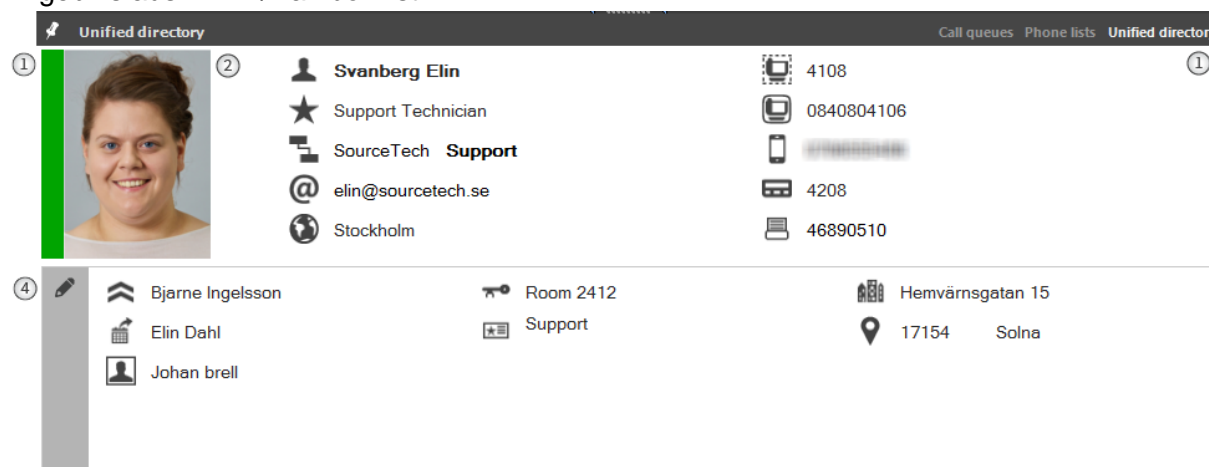 Unified directory Call queues Phone lists Unified director
1 2 Svanberg Elin 4108 1
Support Technician 0840804106
SourceTech Support
elin@sourcetech.se 4208
Stockholm 46890510
4 Bjarne Ingelsson Room 2412 Hemvärnsgatan 15
Elin Dahl Support 17154 Solna
Johan brell